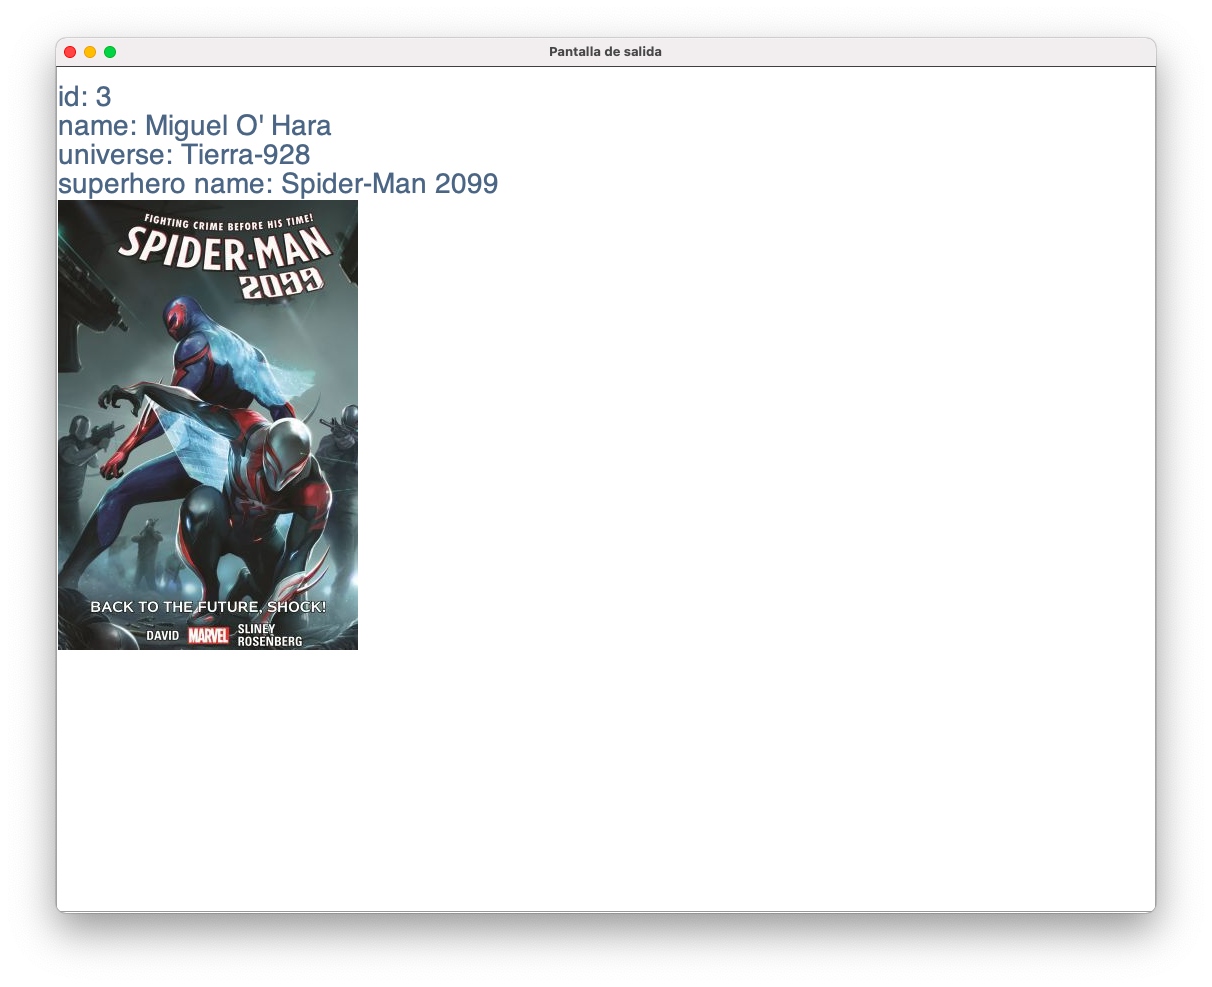 Pantalla de salida
id: 3
name: Miguel O' Hara
universe: Tierra-928
superhero name: Spider-Man 2099
FIGHTING CRIME BEFORE HIS TIME!
SPIDER-MAN
2099
BACK TO THE FUTURE, SHOCK!
DAVID MARVEL SLINEY
ROSENBERG